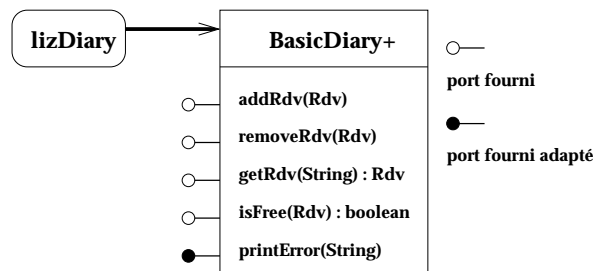 lizDiary
BasicDiary+
addRdv(Rdv)
removeRdv(Rdv)
getRdv(String) : Rdv
isFree(Rdv) : boolean
printError(String)
port fourni
port fourni adapté